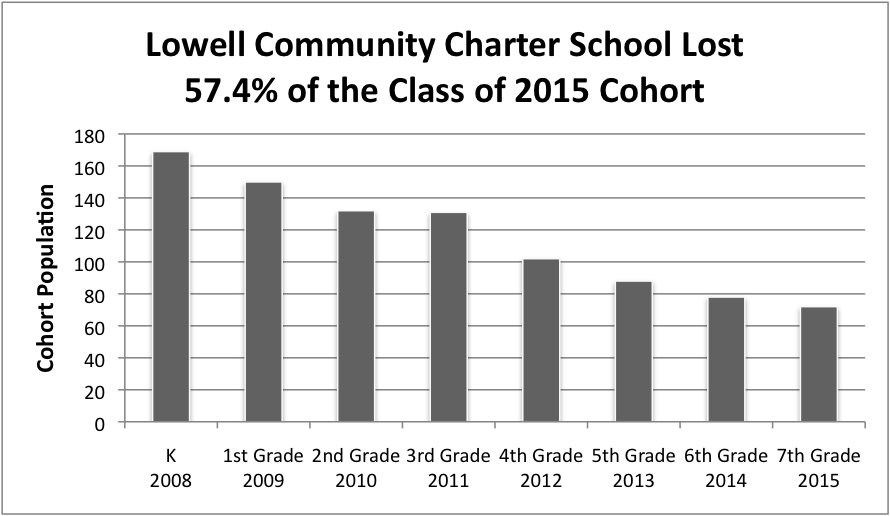 Lowell Community Charter School Lost
57.4% of the Class of 2015 Cohort
Cohort Population
180
160
140
120
100
80
60
40
20
0
K 1st Grade 2nd Grade 3rd Grade 4th Grade 5th Grade 6th Grade 7th Grade
2008 2009 2010 2011 2012 2013 2014 2015